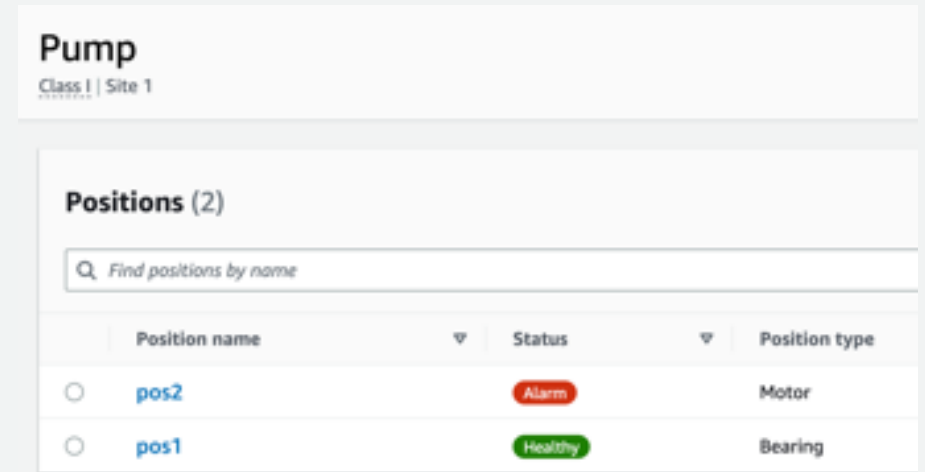 Pump
Class I | Site 1
Positions (2)
Find positions by name
Position name Status Position type
pos2 Alarm Motor
pos1 Healthy Bearing